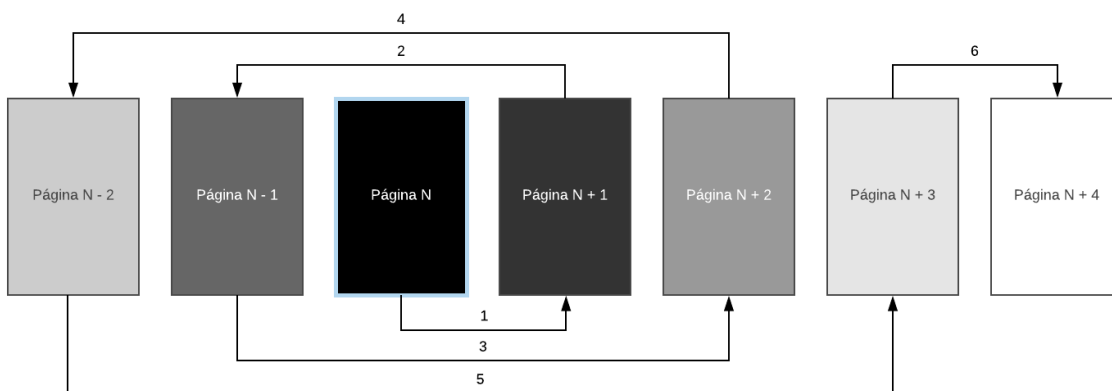 4
2
6
Página N - 2
Página N - 1
Página N
Página N + 1
Página N + 2
Página N + 3
Página N + 4
1
3
5